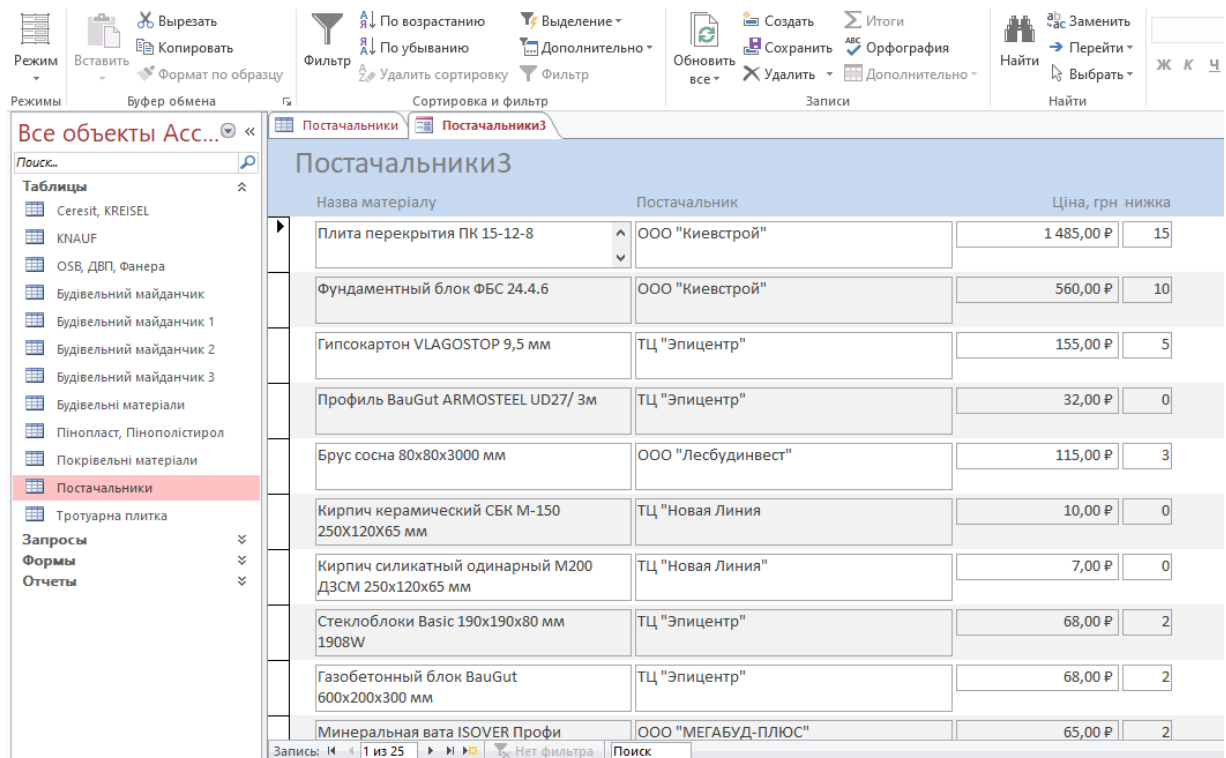 Режим
Вставить
Вырезать
Копировать
Формат по образцу
Фильтр
По возрастанию
По убыванию
Удалить сортировку
Выделение
Дополнительно
Фильтр
Обновить
все
Создать
Сохранить
Удалить
Итоги
Орфография
Дополнительно
Найти
Заменить
Перейти
Выбрать
Ж К Ч
Режимы Буфер обмена Сортировка и фильтр Записи Найти
Все объекты Acc...
Поиск...
Таблицы
Ceresit, KREISEL
KNAUF
OSB, ДВП, Фанера
Будівельний майданчик
Будівельний майданчик 1
Будівельний майданчик 2
Будівельний майданчик 3
Будівельні матеріали
Пінопласт, Пінополістирол
Покрівельні матеріали
Постачальники
Тротуарна плитка
Запросы
Формы
Отчеты
Постачальники Постачальники3
Постачальники3
Назва матеріалу Постачальник Ціна, грн нижка
Плита перекрытия ПК 15-12-8 ООО "Киевстрой" 1 485,00 ₽ 15
Фундаментный блок ФБС 24.4.6 ООО "Киевстрой" 560,00 ₽ 10
Гипсокартон VLAGOSTOP 9,5 мм ТЦ "Эпицентр" 155,00 ₽ 5
Профиль BauGut ARMOSTEEL UD27/ 3м ТЦ "Эпицентр" 32,00 ₽ 0
Брус сосна 80х80х3000 мм ООО "Лесбудинвест" 115,00 ₽ 3
Кирпич керамический СБК М-150 ТЦ "Новая Линия 10,00 ₽ 0
250Х120Х65 мм
Кирпич силикатный одинарный М200 ТЦ "Новая Линия" 7,00 ₽ 0
ДЗСМ 250х120х65 мм
Стеклоблоки Basic 190х190х80 мм ТЦ "Эпицентр" 68,00 ₽ 2
1908W
Газобетонный блок BauGut ТЦ "Эпицентр" 68,00 ₽ 2
600х200х300 мм
Минеральная вата ISOVER Профи ООО "МЕГАБУД-ПЛЮС" 65,00 ₽ 2
Запись: 1 из 25 Нет фильтра Поиск